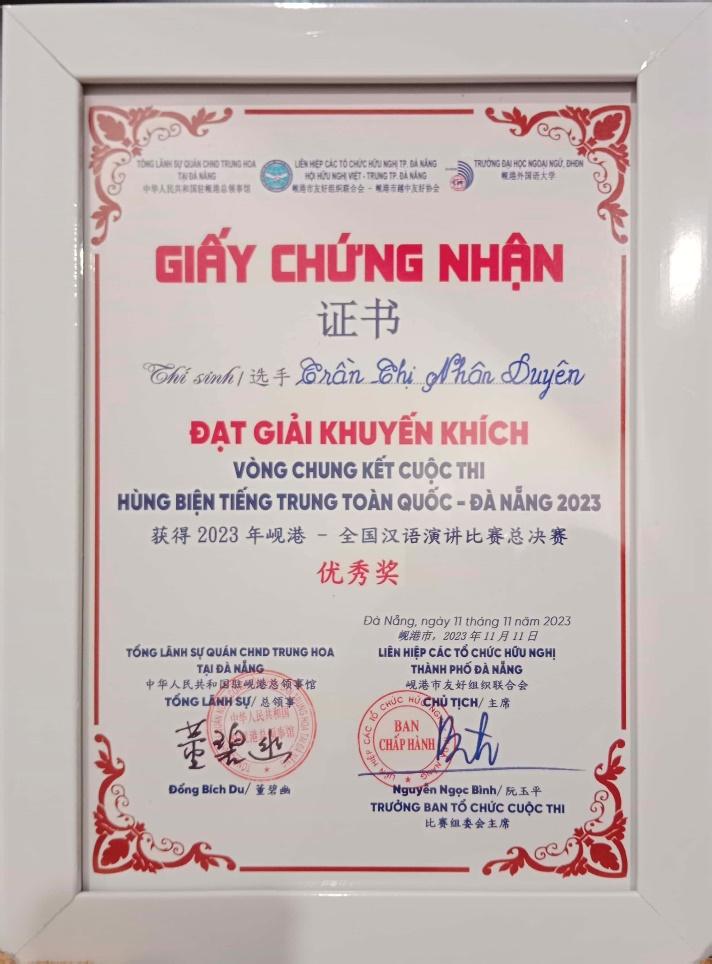 TỔNG LÃNH SỰ QUÁN CHND TRUNG HOA
TẠI ĐÀ NẴNG
中华人民共和国驻岘港总领事馆
LIÊN HIỆP CÁC TỔ CHỨC HỮU NGHỊ TP. ĐÀ NẴNG
HỘI HỮU NGHỊ VIỆT - TRUNG TP. ĐÀ NẴNG
岘港市友好组织联合会 - 岘港市越中友好协会
TRƯỜNG ĐẠI HỌC NGOẠI NGỮ, ĐHĐN
岘港外国语大学
GIẤY CHỨNG NHẬN
证书
Thí sinh/ 选手 Trần Thị Nhân Duyên
ĐẠT GIẢI KHUYẾN KHÍCH
VÒNG CHUNG KẾT CUỘC THI
HÙNG BIỆN TIẾNG TRUNG TOÀN QUỐC - ĐÀ NẴNG 2023
获得 2023 年岘港 - 全国汉语演讲比赛总决赛
优秀奖
Đà Nẵng, ngày 11 tháng 11 năm 2023
岘港市, 2023 年 11 月 11 日
TỔNG LÃNH SỰ QUÁN CHND TRUNG HOA
TẠI ĐÀ NẴNG
中华人民共和国驻岘港总领事馆
TỔNG LÃNH SỰ/ 总领事
中华人民共和国
董碧幽
Đổng Bích Du/ 董碧幽
LIÊN HIỆP CÁC TỔ CHỨC HỮU NGHỊ
THÀNH PHỐ ĐÀ NẴNG
岘港市友好组织联合会
CHỦ TỊCH/ 主席
BAN
CHẤP HÀNH
Nguyễn Ngọc Bình/ 阮玉平
TRƯỞNG BAN TỔ CHỨC CUỘC THI
比赛组委会主席